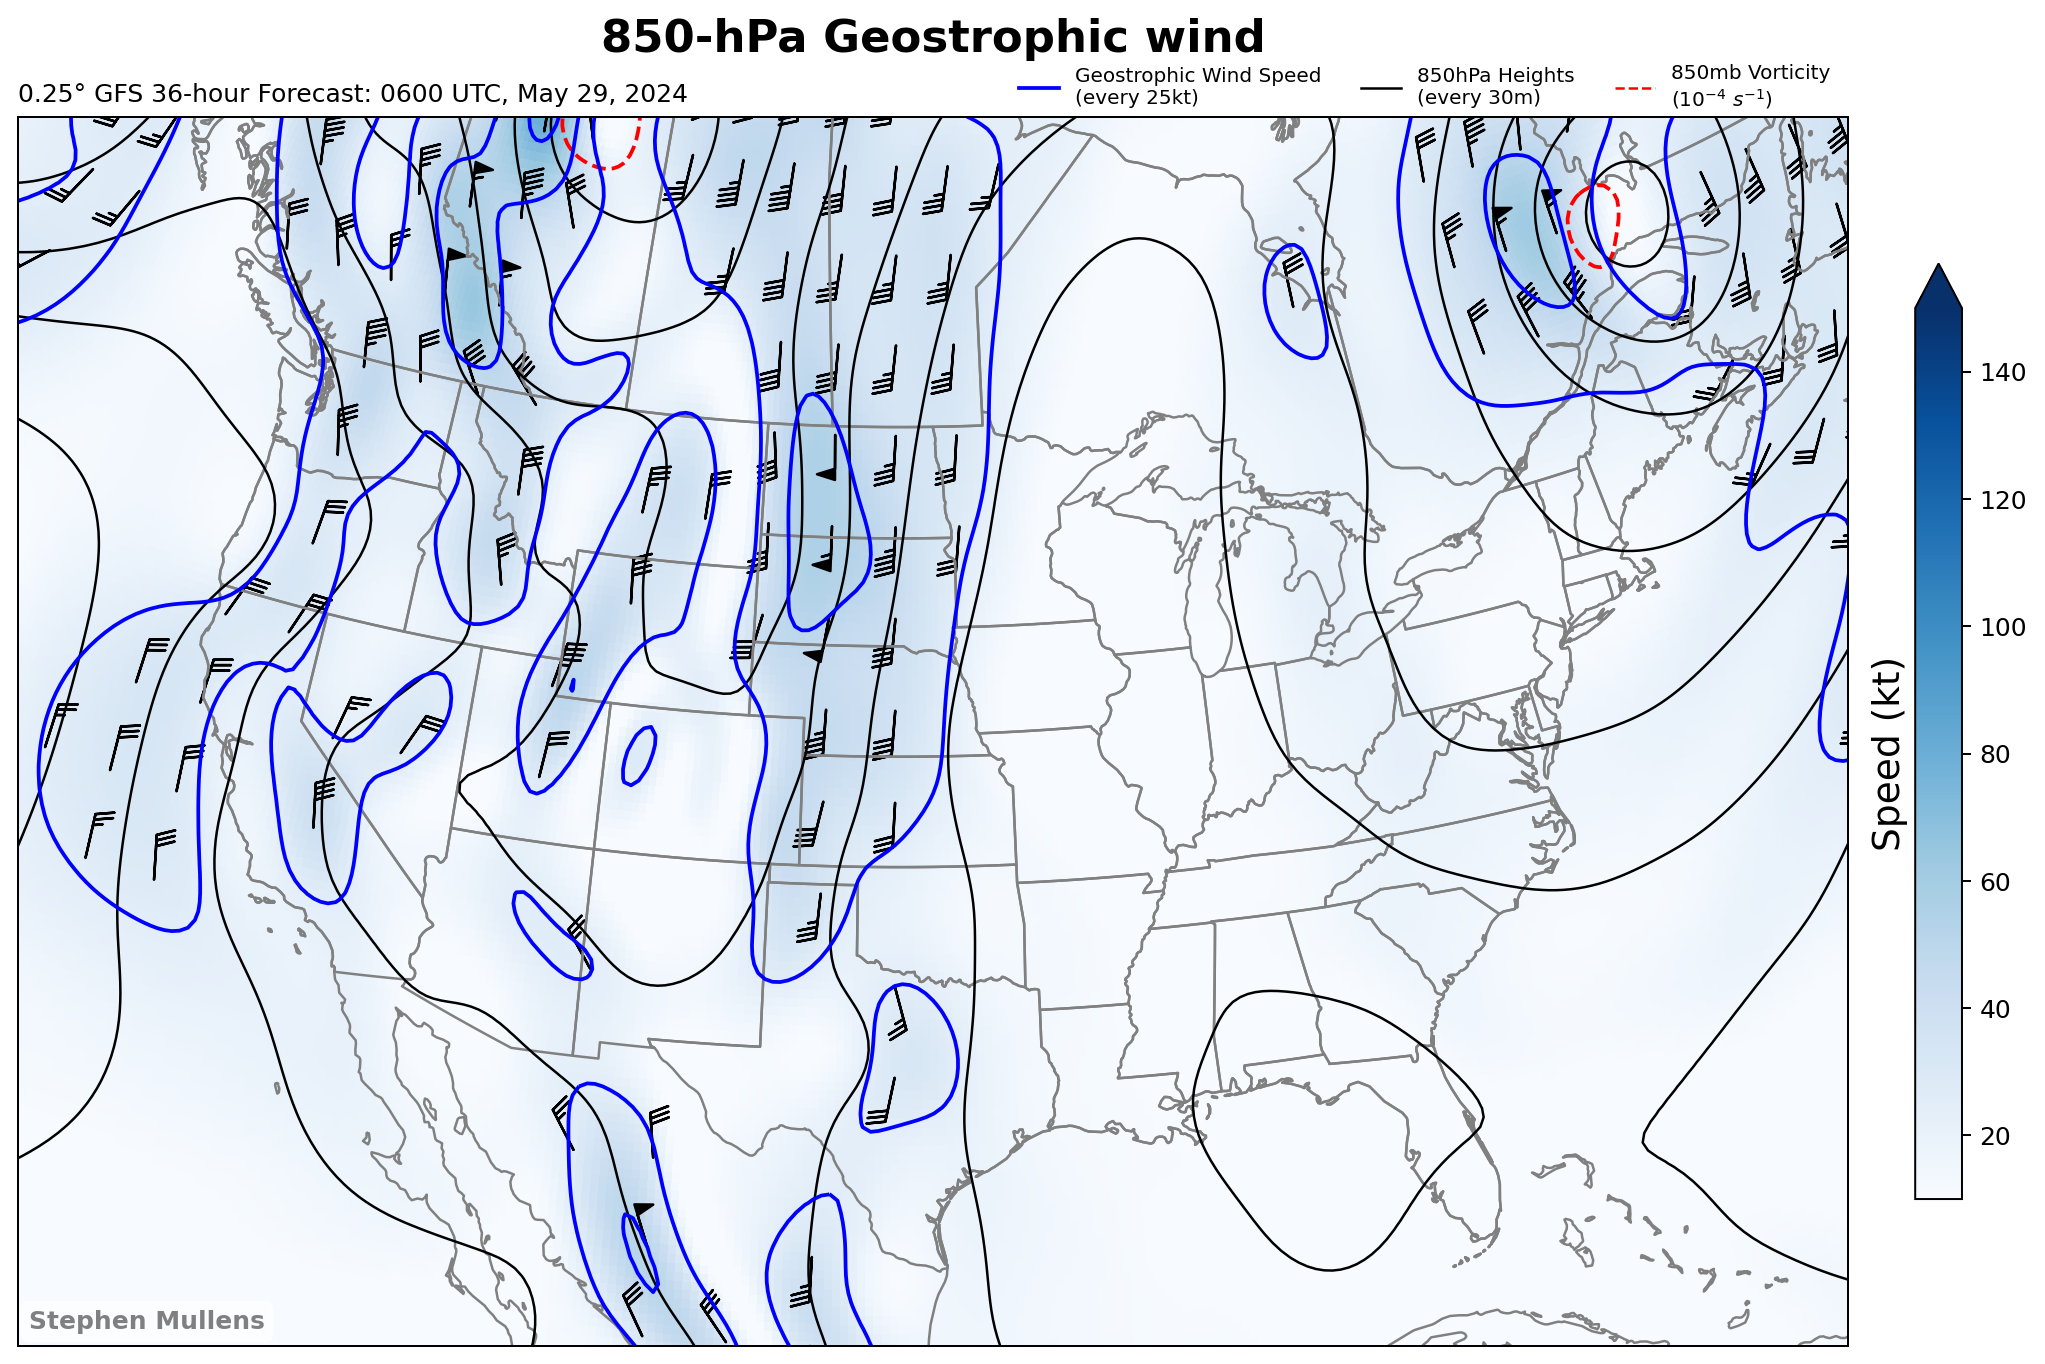 850-hPa Geostrophic wind
0.25° GFS 36-hour Forecast: 0600 UTC, May 29, 2024
Geostrophic Wind Speed
(every 25kt)
850hPa Heights
(every 30m)
850mb Vorticity
(10⁻⁴ s⁻¹)
140
120
100
80
60
40
20
Speed (kt)
Stephen Mullens